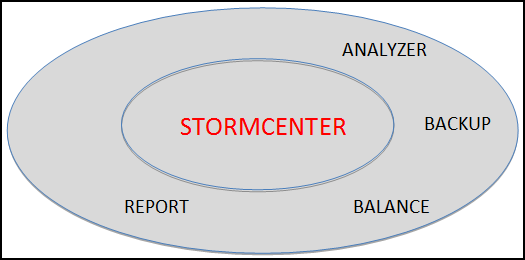 ANALYZER
BACKUP
STORMCENTER
REPORT
BALANCE